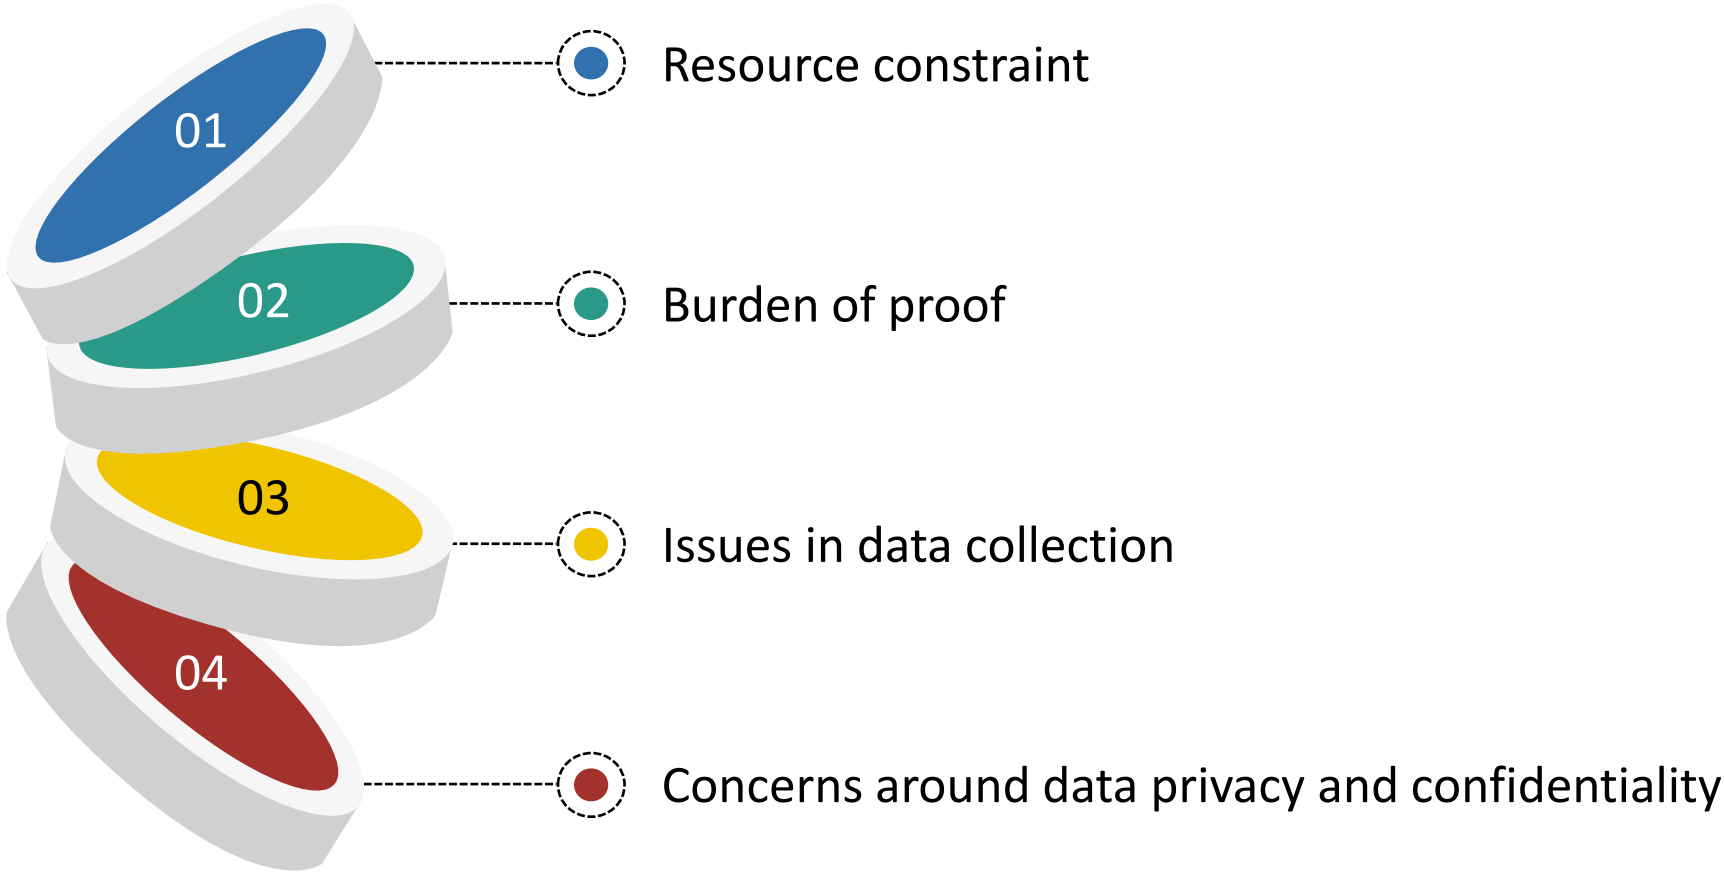 01
Resource constraint
02
Burden of proof
03
Issues in data collection
04
Concerns around data privacy and confidentiality